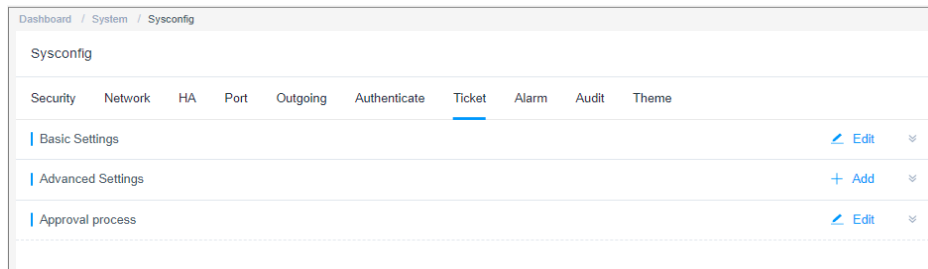 Dashboard / System / Sysconfig
Sysconfig
Security Network HA Port Outgoing Authenticate Ticket Alarm Audit Theme
Basic Settings Edit
Advanced Settings Add
Approval process Edit